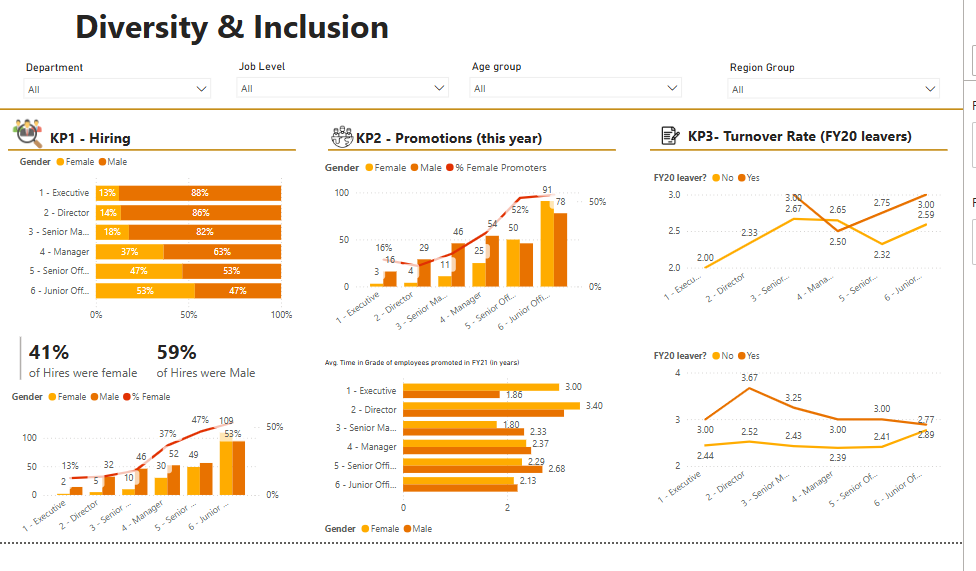 Diversity & Inclusion
Department
Job Level
Age group
Region Group
All
All
All
All
KP1 - Hiring
Gender Female Male
1 - Executive 13% 88%
2 - Director 14% 86%
3 - Senior Ma... 18% 82%
4 - Manager 37% 63%
5 - Senior Off... 47% 53%
6 - Junior Off... 53% 47%
0% 50% 100%
41%
of Hires were female
59%
of Hires were Male
Gender Female Male % Female
100
50
0
50%
0%
13%
37%
47%
53%
2
5
32
10
46
30
52
49
109
1 - Executive
2 - Director
3 - Senior ...
4 - Manager
5 - Senior ...
6 - Junior ...
KP2 - Promotions (this year)
Gender Female Male % Female Promoters
100
50
0
50%
0%
16%
52%
3
16
4
29
11
46
25
54
50
91
78
1 - Executive
2 - Director
3 - Senior Ma...
4 - Manager
5 - Senior Off...
6 - Junior Offi...
Avg. Time in Grade of employees promoted in FY21 (in years)
1 - Executive 3.00 1.86
2 - Director 3.40
3 - Senior Ma... 1.80 2.33
4 - Manager 2.37
5 - Senior Offi... 2.29 2.68
6 - Junior Offi... 2.13
0 2
Gender Female Male
KP3- Turnover Rate (FY20 leavers)
FY20 leaver? No Yes
3.0
2.5
2.0
2.00
2.33
3.00
2.67
2.65
2.50
2.75
2.32
3.00
2.59
1 - Execu...
2 - Director
3 - Senior...
4 - Mana...
5 - Senior...
6 - Junior...
FY20 leaver? No Yes
4
3
2
3.00
3.67
3.25
3.00
3.00
2.77
2.44
2.52
2.43
2.39
2.41
2.89
1 - Executive
2 - Director
3 - Senior M...
4 - Manager
5 - Senior Of...
6 - Junior Of...